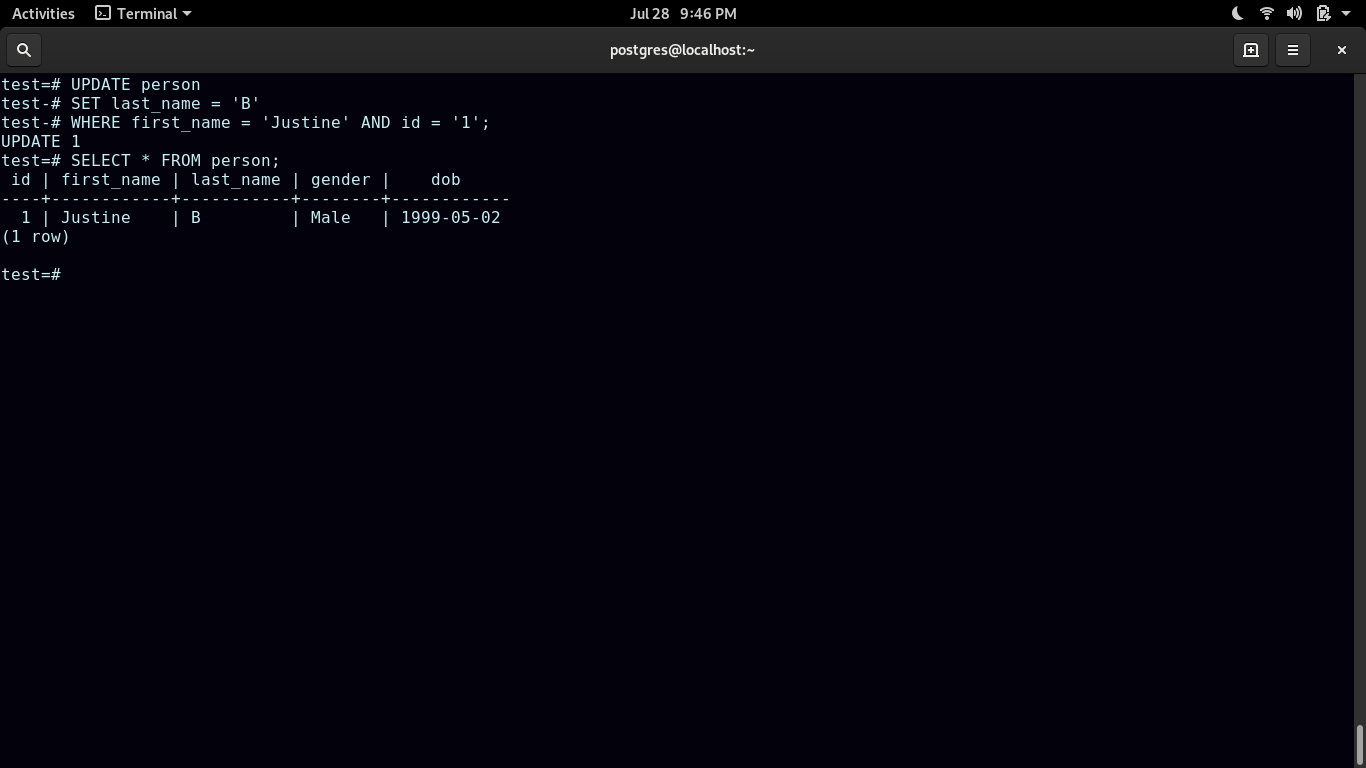 Activities Terminal Jul 28 9:46 PM
postgres@localhost:~
test=# UPDATE person
test-# SET last_name = 'B'
test-# WHERE first_name = 'Justine' AND id = '1';
UPDATE 1
test=# SELECT * FROM person;
 id | first_name | last_name | gender |    dob
----+------------+-----------+--------+------------
  1 | Justine    | B         | Male   | 1999-05-02
(1 row)
test=#